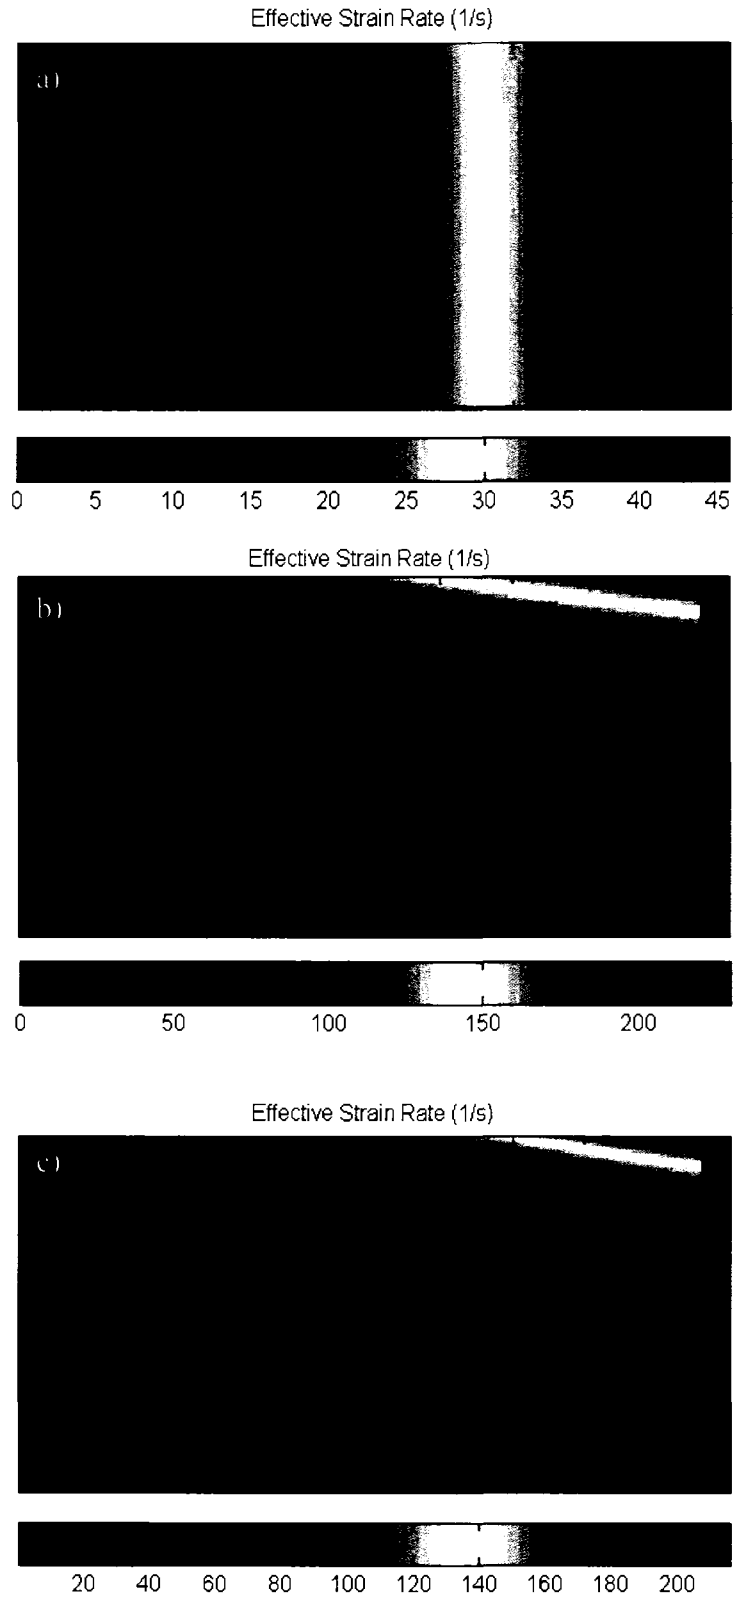 Effective Strain Rate (1/s)
a)
0 5 10 15 20 25 30 35 40 45
Effective Strain Rate (1/s)
b)
0 50 100 150 200
Effective Strain Rate (1/s)
c)
20 40 60 80 100 120 140 160 180 200